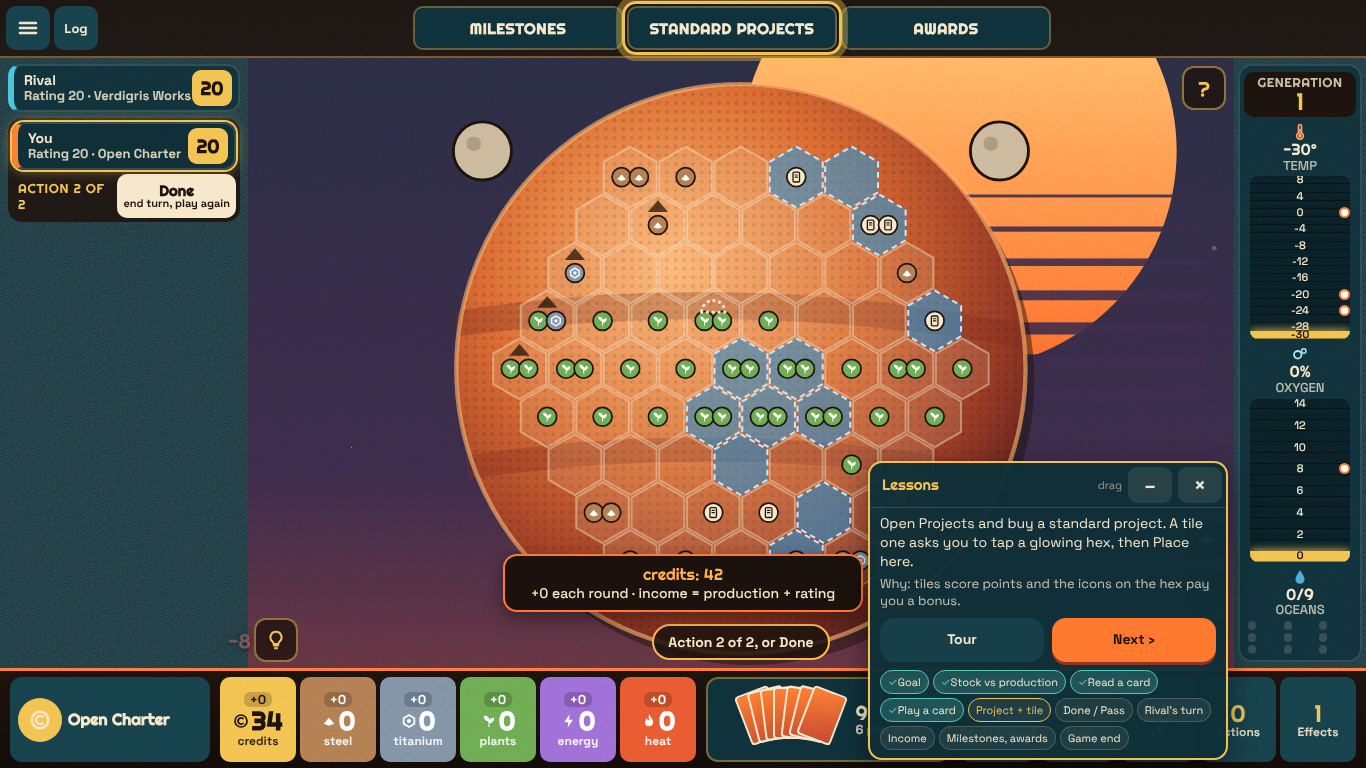 Log
MILESTONES
STANDARD PROJECTS
AWARDS
Rival
Rating 20 · Verdigris Works
20
You
Rating 20 · Open Charter
20
ACTION 2 OF
2
Done
end turn, play again
?
GENERATION
1
-30°
TEMP
8
4
0
-4
-8
-12
-16
-20
-24
-28
-30
0%
OXYGEN
14
12
10
8
6
4
2
0
0/9
OCEANS
Lessons
drag
Open Projects and buy a standard project. A tile
one asks you to tap a glowing hex, then Place
here.
Why: tiles score points and the icons on the hex pay
you a bonus.
Tour
Next >
✓Goal
✓Stock vs production
✓Read a card
✓Play a card
Project + tile
Done / Pass
Rival's turn
Income
Milestones, awards
Game end
credits: 42
+0 each round · income = production + rating
Action 2 of 2, or Done
-8
© Open Charter
+0
© 34
credits
+0
0
steel
+0
0
titanium
+0
0
plants
+0
0
energy
+0
0
heat
9
6
0
ctions
1
Effects